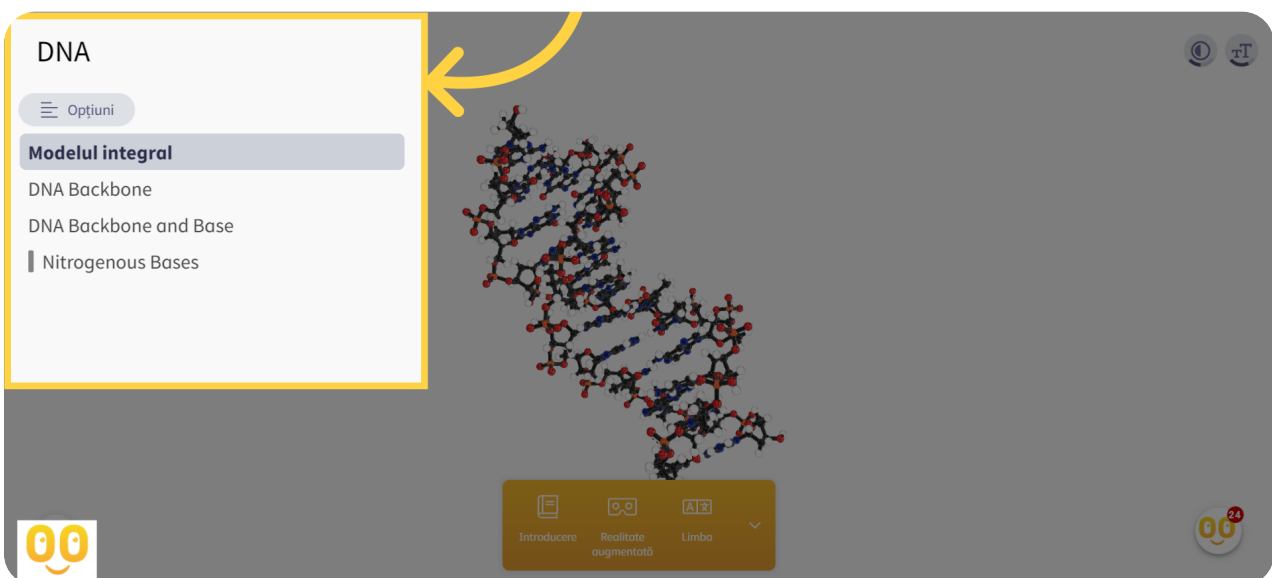 DNA
Opțiuni
Modelul integral
DNA Backbone
DNA Backbone and Base
Nitrogenous Bases
Introducere
Realitate
augmentată
Limba
24